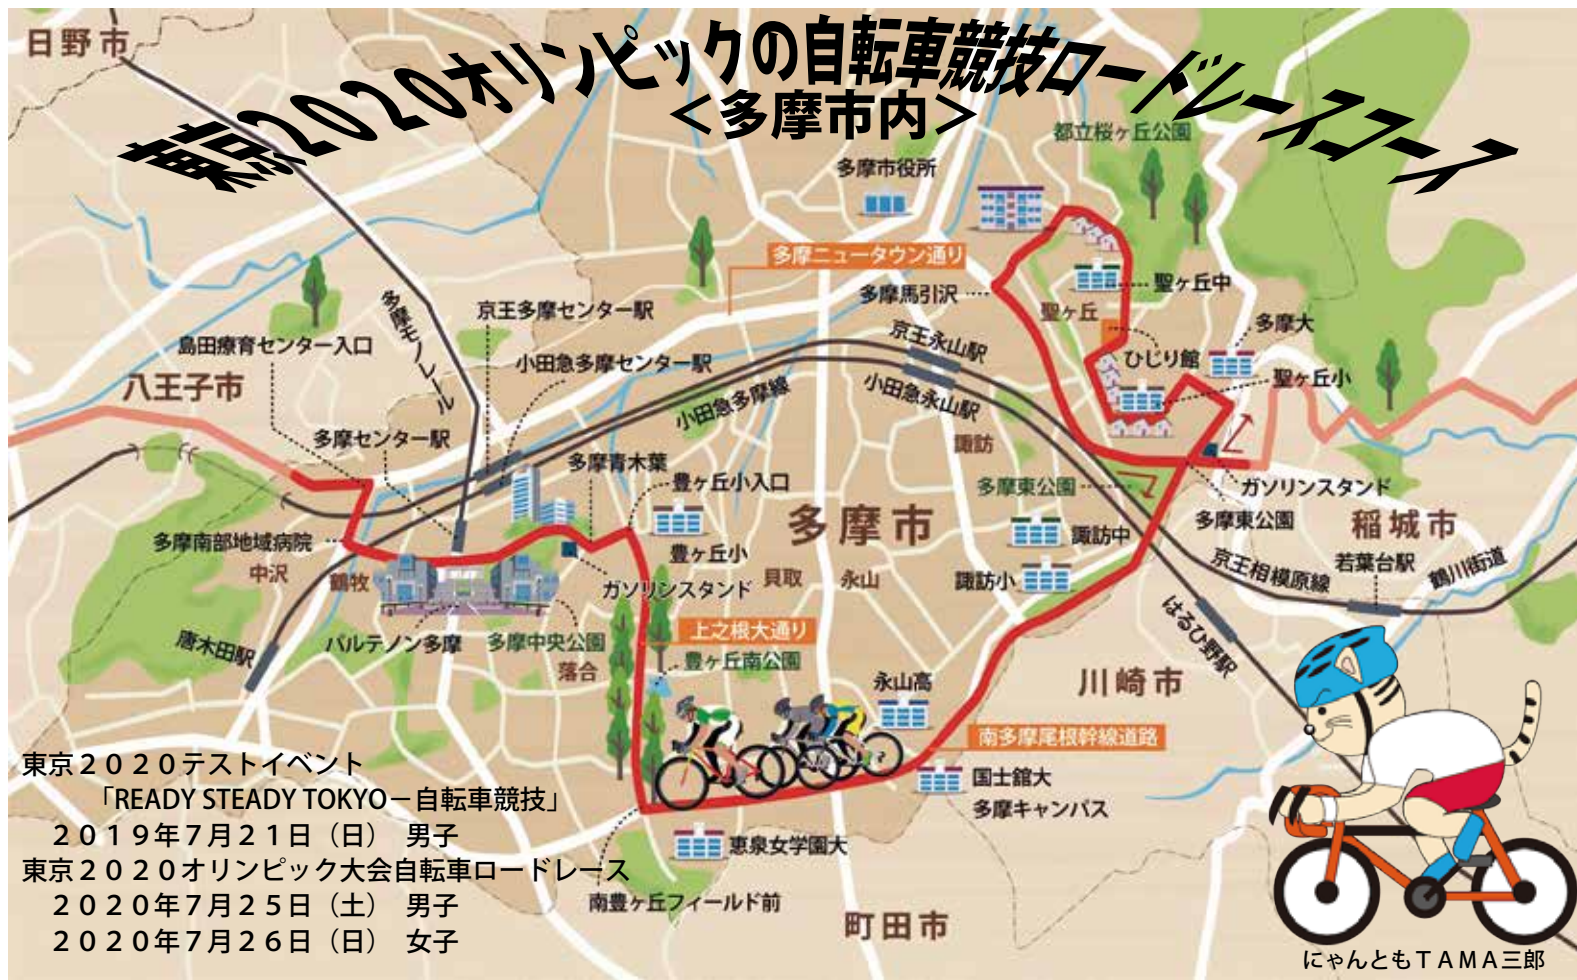 東京2020オリンピックの自転車競技ロードレースコース
＜多摩市内＞
日野市
都立桜ヶ丘公園
多摩市役所
多摩ニュータウン通り
多摩馬引沢
聖ヶ丘中
聖ヶ丘
多摩モノレール
京王多摩センター駅
京王永山駅
多摩大
島田療育センター入口
小田急多摩センター駅
ひじり館
八王子市
小田急多摩線
小田急永山駅
聖ヶ丘小
多摩センター駅
諏訪
多摩青木葉
豊ヶ丘小入口
多摩東公園
ガソリンスタンド
多摩市
多摩東公園
稲城市
多摩南部地域病院
豊ヶ丘小
諏訪中
中沢
鶴牧
ガソリンスタンド
貝取
永山
諏訪小
京王相模原線
若葉台駅
鶴川街道
はるひ野駅
唐木田駅
パルテノン多摩
多摩中央公園
上之根大通り
落合
豊ヶ丘南公園
永山高
川崎市
南多摩尾根幹線道路
国士舘大
多摩キャンパス
恵泉女学園大
南豊ヶ丘フィールド前
町田市
東京２０２０テストイベント
「READY STEADY TOKYO－自転車競技」
２０１９年７月２１日（日）　男子
東京２０２０オリンピック大会自転車ロードレース
２０２０年７月２５日（土）　男子
２０２０年７月２６日（日）　女子
にゃんともＴＡＭＡ三郎